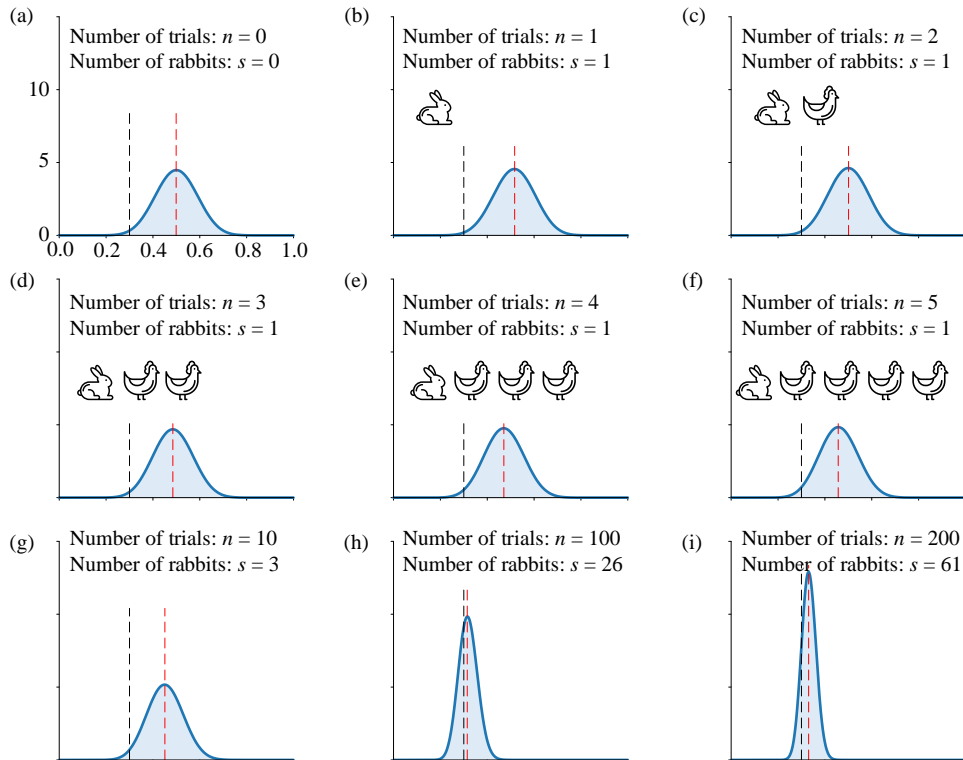 (a)
Number of trials: n = 0
Number of rabbits: s = 0
10
5
0
0.0 0.2 0.4 0.6 0.8 1.0
(b)
Number of trials: n = 1
Number of rabbits: s = 1
(c)
Number of trials: n = 2
Number of rabbits: s = 1
(d)
Number of trials: n = 3
Number of rabbits: s = 1
(e)
Number of trials: n = 4
Number of rabbits: s = 1
(f)
Number of trials: n = 5
Number of rabbits: s = 1
(g)
Number of trials: n = 10
Number of rabbits: s = 3
(h)
Number of trials: n = 100
Number of rabbits: s = 26
(i)
Number of trials: n = 200
Number of rabbits: s = 61